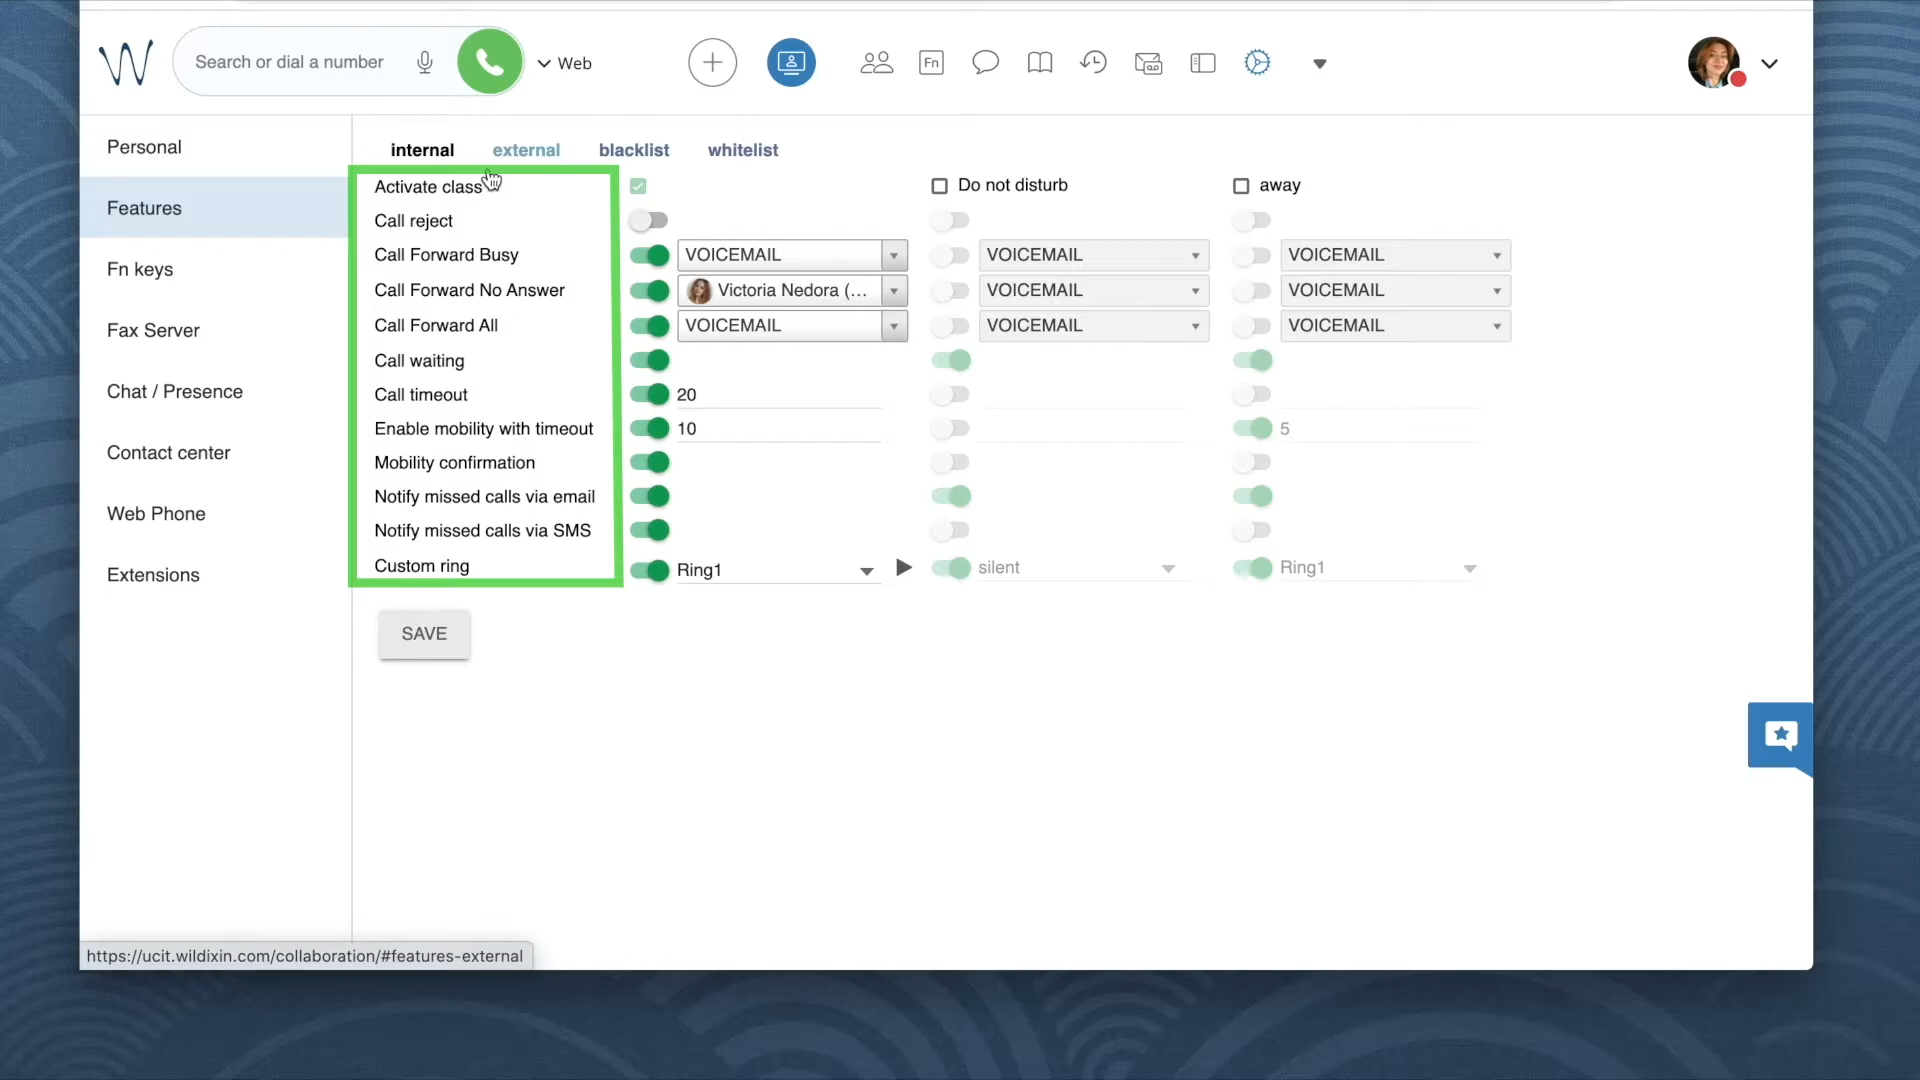 W
Search or dial a number
Web
Fn
Personal
Features
Fn keys
Fax Server
Chat / Presence
Contact center
Web Phone
Extensions
internal external blacklist whitelist
Activate class Do not disturb away
Call reject
Call Forward Busy VOICEMAIL VOICEMAIL VOICEMAIL
Call Forward No Answer Victoria Nedora (... VOICEMAIL VOICEMAIL
Call Forward All VOICEMAIL VOICEMAIL VOICEMAIL
Call waiting
Call timeout 20
Enable mobility with timeout 10 5
Mobility confirmation
Notify missed calls via email
Notify missed calls via SMS
Custom ring Ring1 silent Ring1
SAVE
https://ucit.wildixin.com/collaboration/#features-external